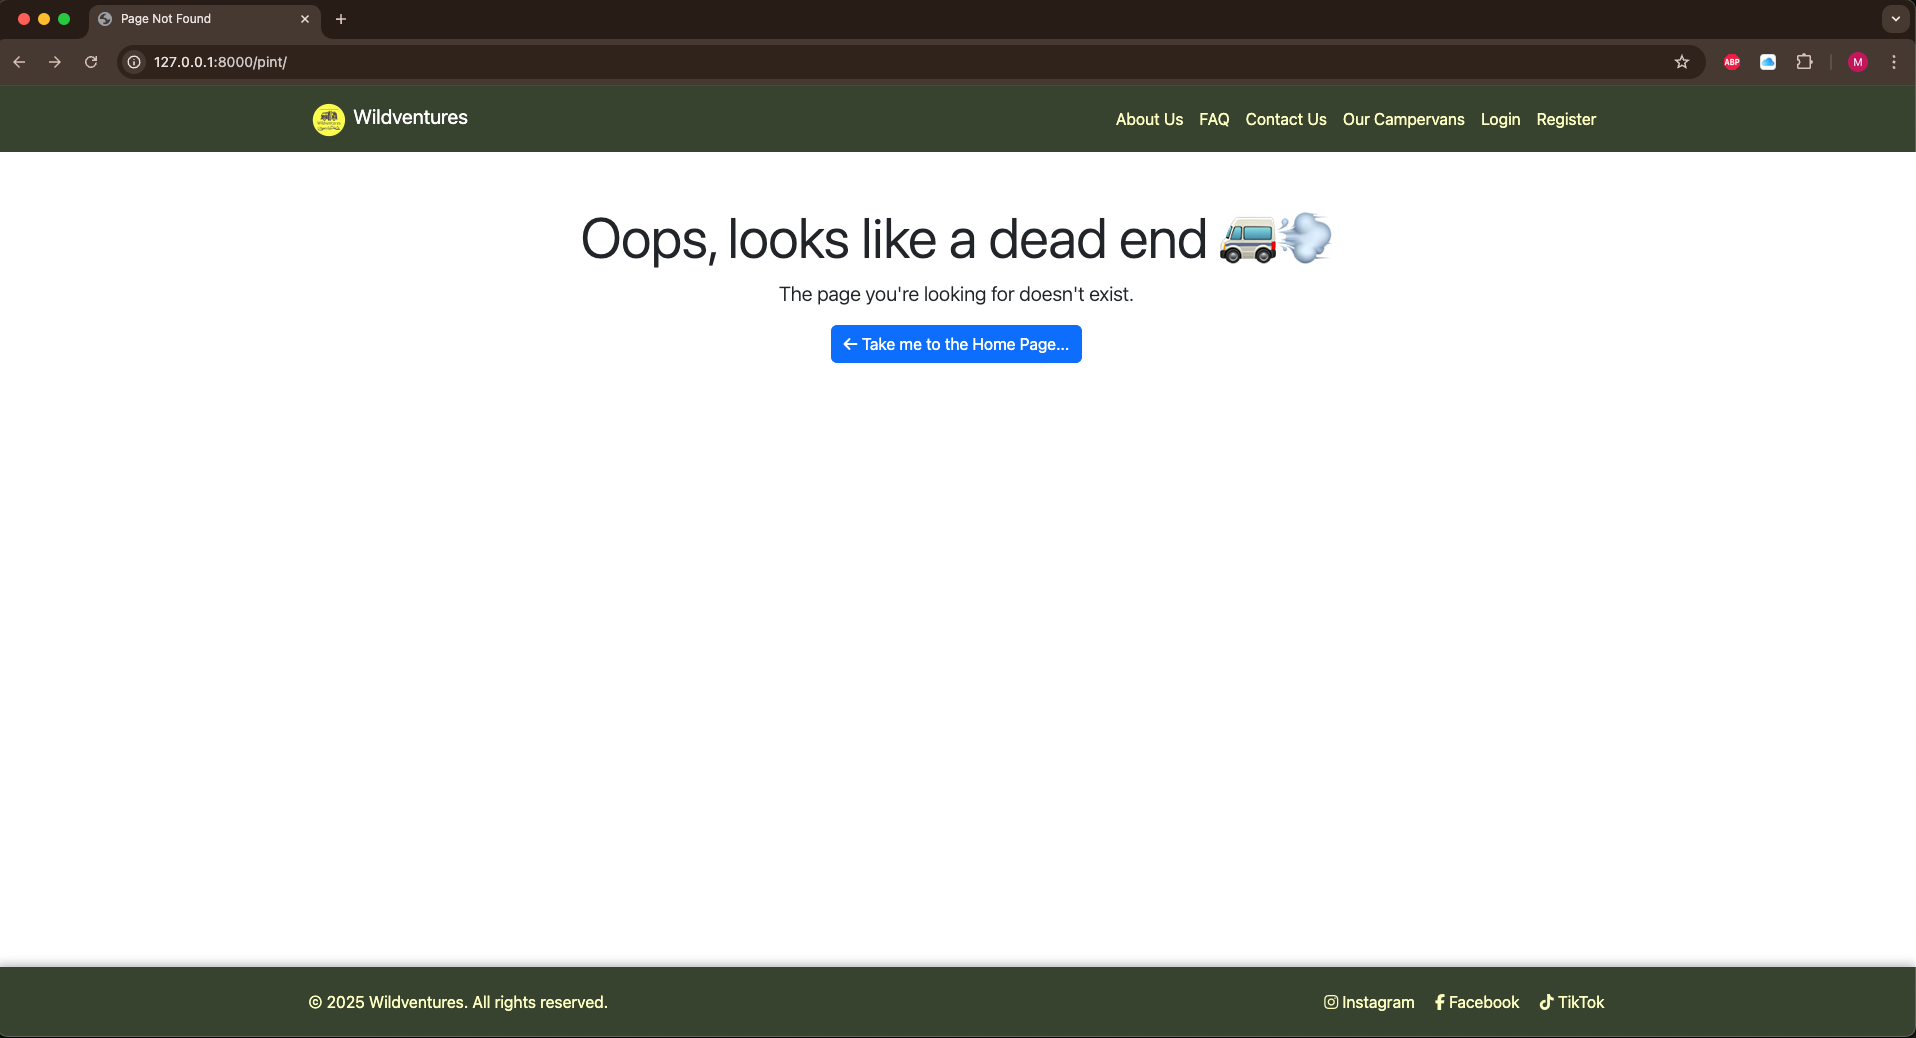 Page Not Found
127.0.0.1:8000/pint/
ABP
M
Wildventures
About Us FAQ Contact Us Our Campervans Login Register
Oops, looks like a dead end 🚐💨
The page you're looking for doesn't exist.
← Take me to the Home Page...
© 2025 Wildventures. All rights reserved.
Instagram Facebook TikTok